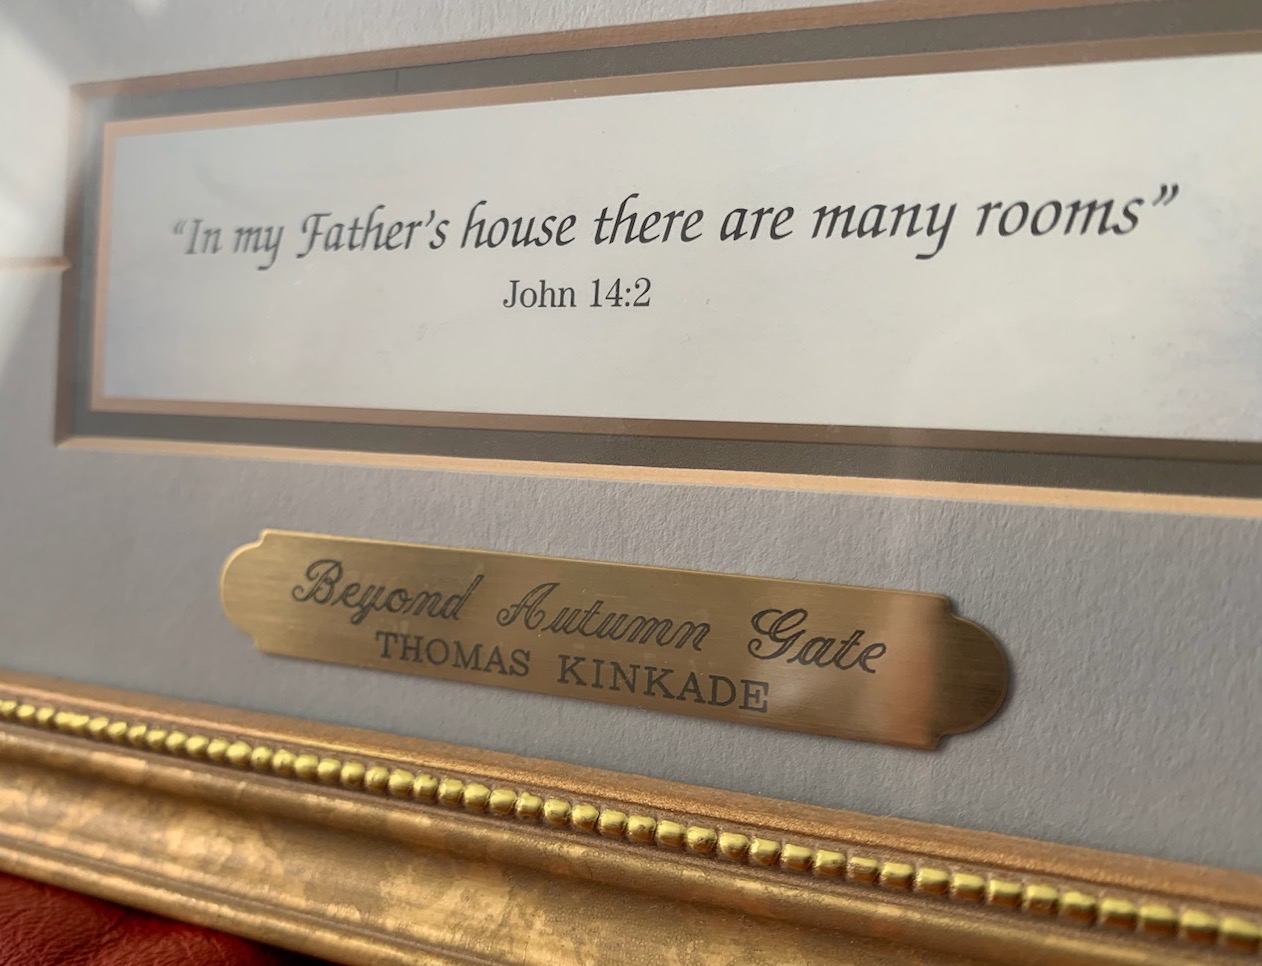 “In my Father’s house there are many rooms”
John 14:2
Beyond Autumn Gate
THOMAS KINKADE